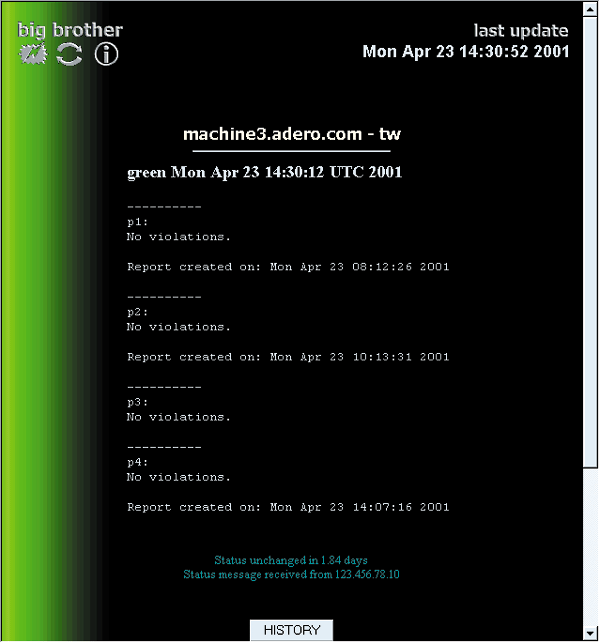 big brother
last update
Mon Apr 23 14:30:52 2001
machine3.adero.com - tw
green Mon Apr 23 14:30:12 UTC 2001
----------
p1:
No violations.
Report created on: Mon Apr 23 08:12:26 2001
----------
p2:
No violations.
Report created on: Mon Apr 23 10:13:31 2001
----------
p3:
No violations.
----------
p4:
No violations.
Report created on: Mon Apr 23 14:07:16 2001
Status unchanged in 1.84 days
Status message received from 123.456.78.10
HISTORY